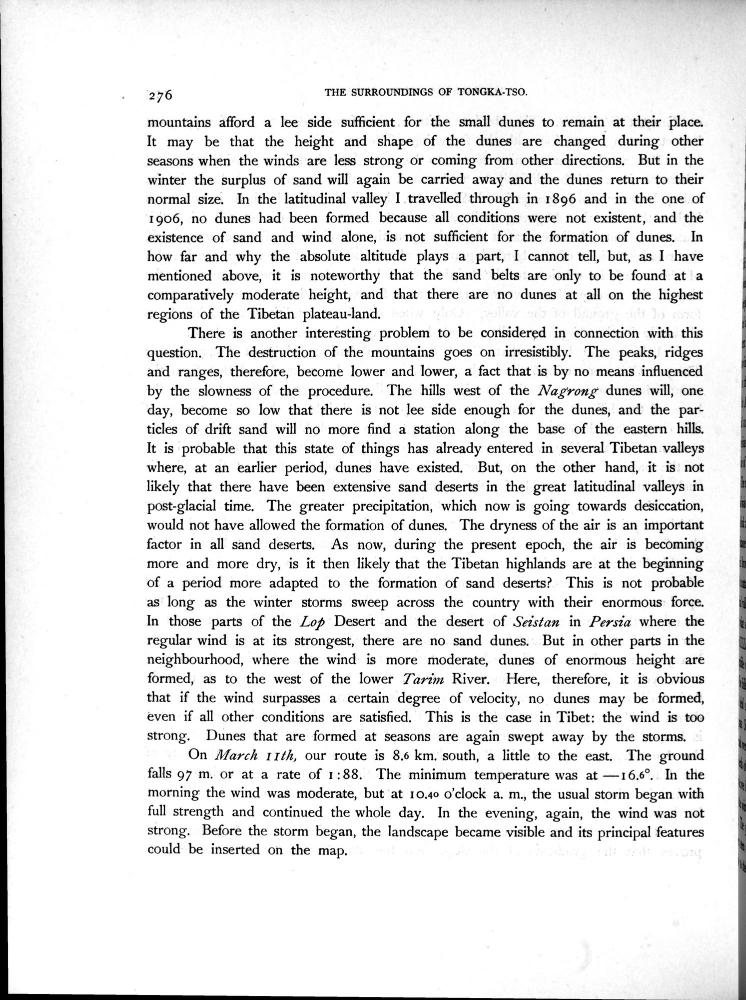 276
THE SURROUNDINGS OF TONGKA-TSO.
mountains afford a lee side sufficient for the small dunes to remain at their place.
It may be that the height and shape of the dunes are changed during other
seasons when the winds are less strong or coming from other directions. But in the
winter the surplus of sand will again be carried away and the dunes return to their
normal size. In the latitudinal valley I travelled through in 1896 and in the one of
1906, no dunes had been formed because all conditions were not existent, and the
existence of sand and wind alone, is not sufficient for the formation of dunes. In
how far and why the absolute altitude plays a part, I cannot tell, but, as I have
mentioned above, it is noteworthy that the sand belts are only to be found at a
comparatively moderate height, and that there are no dunes at all on the highest
regions of the Tibetan plateau-land.
There is another interesting problem to be considered in connection with this
question. The destruction of the mountains goes on irresistibly. The peaks, ridges
and ranges, therefore, become lower and lower, a fact that is by no means influenced
by the slowness of the procedure. The hills west of the Nagrong dunes will, one
day, become so low that there is not lee side enough for the dunes, and the par-
ticles of drift sand will no more find a station along the base of the eastern hills.
It is probable that this state of things has already entered in several Tibetan valleys
where, at an earlier period, dunes have existed. But, on the other hand, it is not
likely that there have been extensive sand deserts in the great latitudinal valleys in
post-glacial time. The greater precipitation, which now is going towards desiccation,
would not have allowed the formation of dunes. The dryness of the air is an important
factor in all sand deserts. As now, during the present epoch, the air is becoming
more and more dry, is it then likely that the Tibetan highlands are at the beginning
of a period more adapted to the formation of sand deserts? This is not probable
as long as the winter storms sweep across the country with their enormous force.
In those parts of the Lop Desert and the desert of Seistan in Persia where the
regular wind is at its strongest, there are no sand dunes. But in other parts in the
neighbourhood, where the wind is more moderate, dunes of enormous height are
formed, as to the west of the lower Tarim River. Here, therefore, it is obvious
that if the wind surpasses a certain degree of velocity, no dunes may be formed,
even if all other conditions are satisfied. This is the case in Tibet: the wind is too
strong. Dunes that are formed at seasons are again swept away by the storms.
On March 11th, our route is 8.6 km. south, a little to the east. The ground
falls 97 m. or at a rate of 1:88. The minimum temperature was at —16.6°. In the
morning the wind was moderate, but at 10.40 o'clock a. m., the usual storm began with
full strength and continued the whole day. In the evening, again, the wind was not
strong. Before the storm began, the landscape became visible and its principal features
could be inserted on the map.